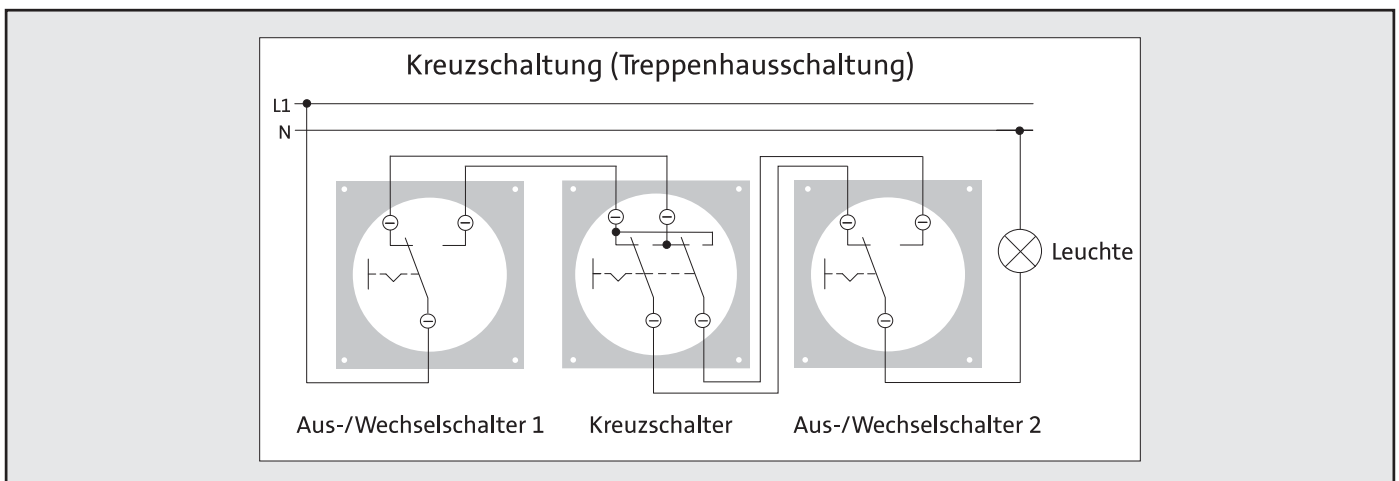 Kreuzschaltung (Treppenhausschaltung)
L1
N
Leuchte
Aus-/Wechselschalter 1
Kreuzschalter
Aus-/Wechselschalter 2